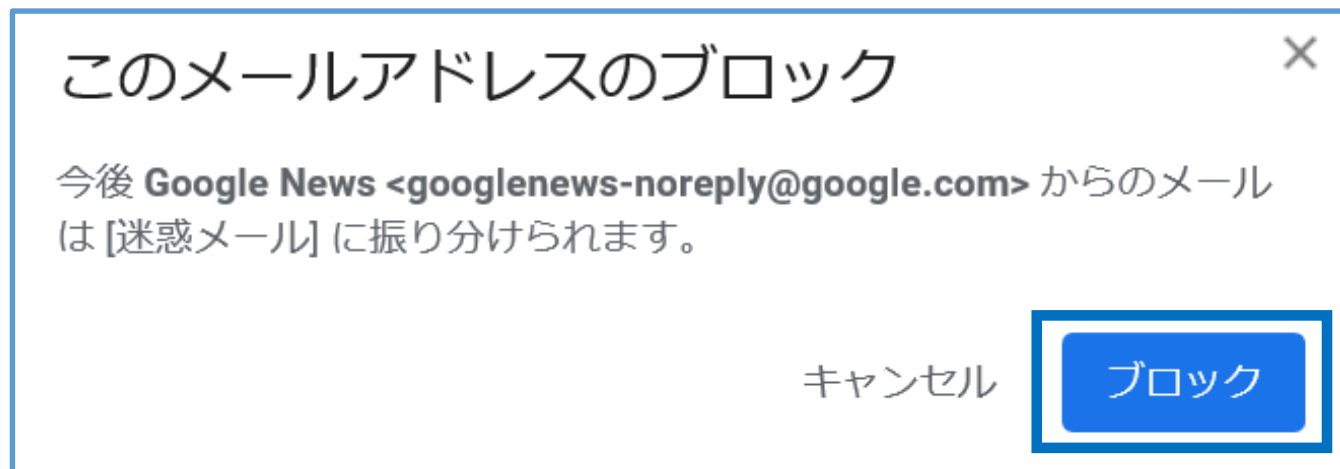 このメールアドレスのブロック
今後 Google News <googlenews-noreply@google.com> からのメール
は [迷惑メール] に振り分けられます。
キャンセル ブロック